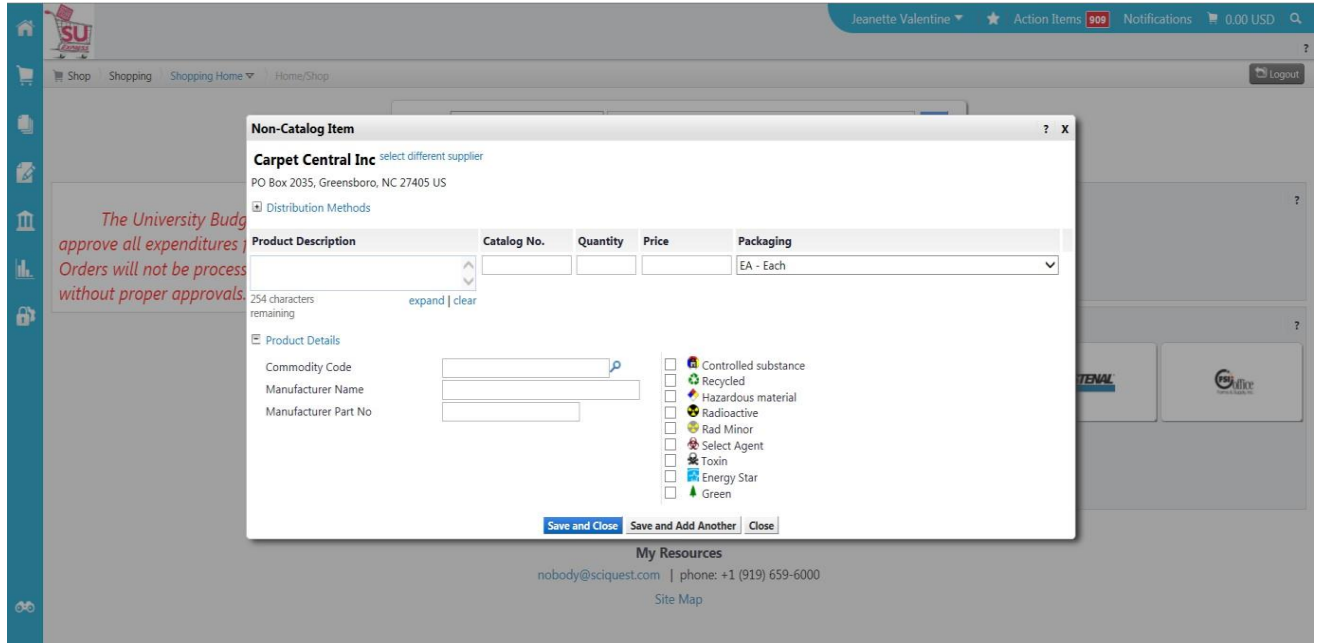 Jeanette Valentine Action Items 909 Notifications 0.00 USD
SU
?
Shop Shopping Shopping Home Home/Shop Logout
Non-Catalog Item ? X
Carpet Central Inc select different supplier
PO Box 2035, Greensboro, NC 27405 US
Distribution Methods
?
The University Budg
approve all expenditures f
Orders will not be process
without proper approvals.
Product Description Catalog No. Quantity Price Packaging
EA - Each
254 characters
remaining
expand | clear
Product Details
?
Commodity Code
Manufacturer Name
Manufacturer Part No
Controlled substance
Recycled
Hazardous material
Radioactive
Rad Minor
Select Agent
Toxin
Energy Star
Green
TENAL
FSI office
Save and Close Save and Add Another Close
My Resources
nobody@sciquest.com | phone: +1 (919) 659-6000
Site Map